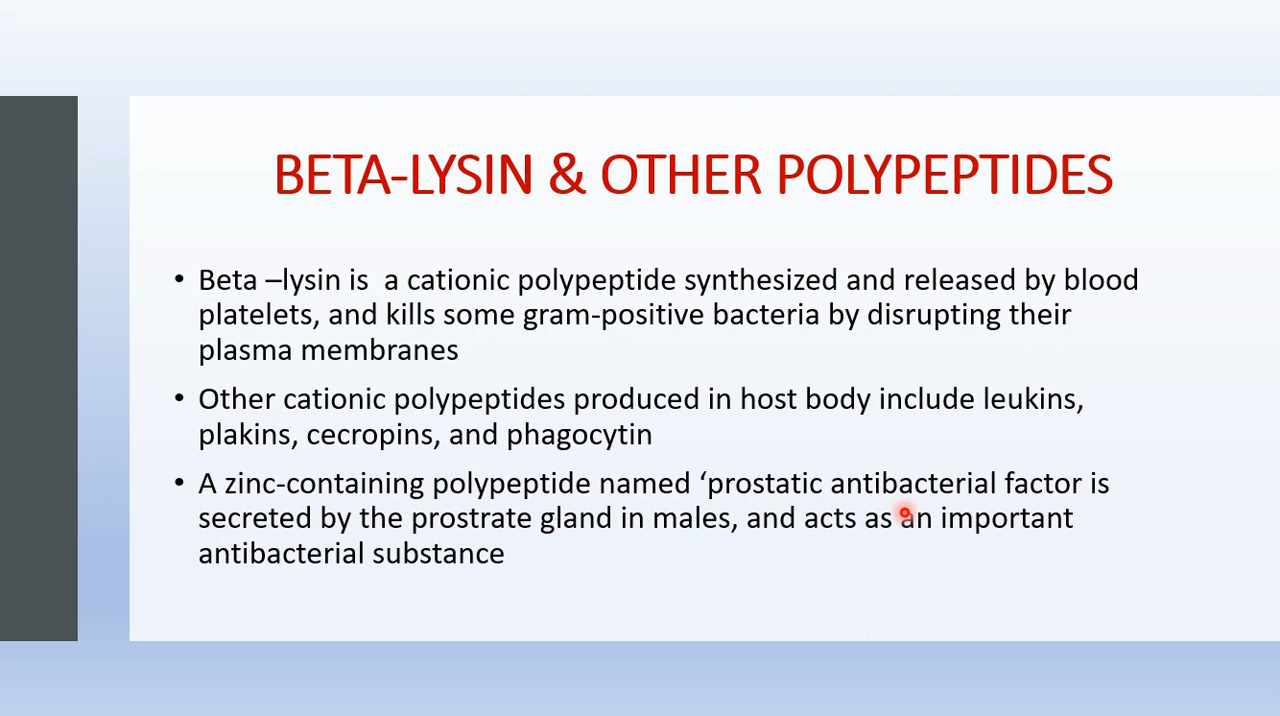 BETA-LYSIN & OTHER POLYPEPTIDES
• Beta –lysin is  a cationic polypeptide synthesized and released by blood
platelets, and kills some gram-positive bacteria by disrupting their
plasma membranes
• Other cationic polypeptides produced in host body include leukins,
plakins, cecropins, and phagocytin
• A zinc-containing polypeptide named ‘prostatic antibacterial factor is
secreted by the prostrate gland in males, and acts as an important
antibacterial substance